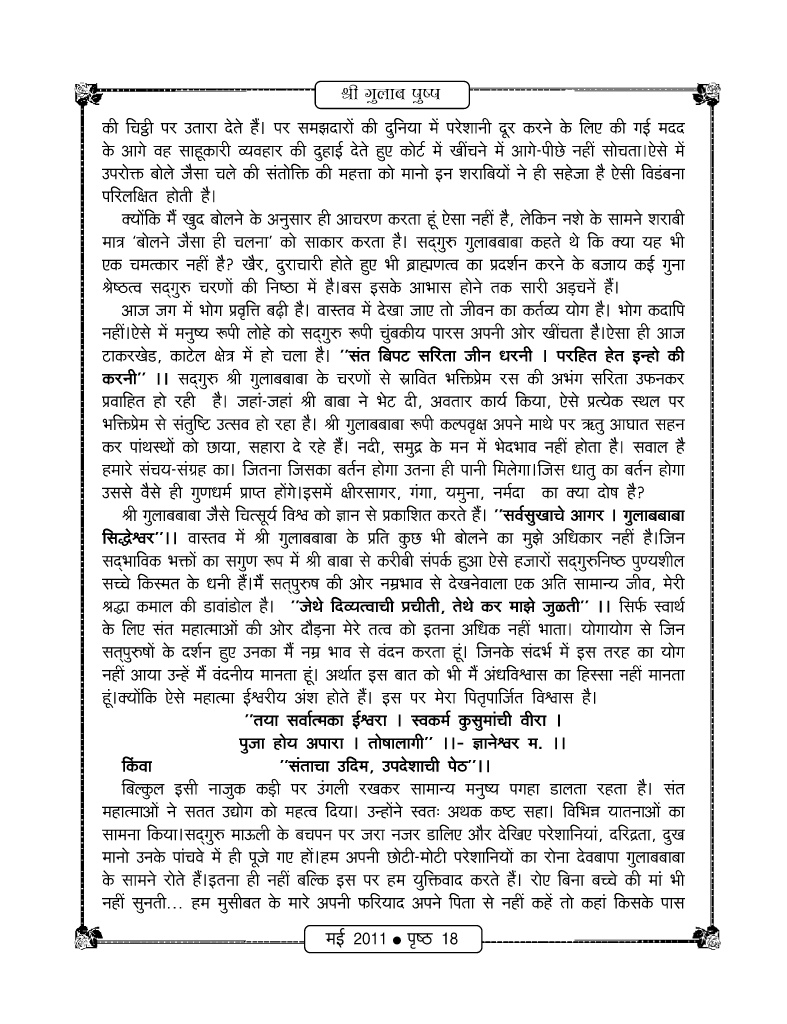 श्री गुलाब पुष्प
की चिट्ठी पर उतारा देते हैं। पर समझदारों की दुनिया में परेशानी दूर करने के लिए की गई मदद
के आगे वह साहूकारी व्यवहार की दुहाई देते हुए कोर्ट में खींचने में आगे-पीछे नहीं सोचता।ऐसे में
उपरोक्त बोले जैसा चले की संतोक्ति की महत्ता को मानो इन शराबियों ने ही सहेजा है ऐसी विडंबना
परिलक्षित होती है।
क्योंकि मैं खुद बोलने के अनुसार ही आचरण करता हूं ऐसा नहीं है, लेकिन नशे के सामने शराबी
मात्र ‘बोलने जैसा ही चलना’ को साकार करता है। सद्‌गुरु गुलाबबाबा कहते थे कि क्या यह भी
एक चमत्कार नहीं है? खैर, दुराचारी होते हुए भी ब्राह्मणत्व का प्रदर्शन करने के बजाय कई गुना
श्रेष्ठत्व सद्‌गुरु चरणों की निष्ठा में है।बस इसके आभास होने तक सारी अड़चनें हैं।
आज जग में भोग प्रवृत्ति बढ़ी है। वास्तव में देखा जाए तो जीवन का कर्तव्य योग है। भोग कदापि
नहीं।ऐसे में मनुष्य रूपी लोहे को सद्‌गुरु रूपी चुंबकीय पारस अपनी ओर खींचता है।ऐसा ही आज
टाकरखेड, काटेल क्षेत्र में हो चला है। ‘‘संत बिपट सरिता जीन धरनी । परहित हेत इन्हो की
करनी’’ ।। सद्‌गुरु श्री गुलाबबाबा के चरणों से स्रावित भक्तिप्रेम रस की अभंग सरिता उफनकर
प्रवाहित हो रही है। जहां-जहां श्री बाबा ने भेट दी, अवतार कार्य किया, ऐसे प्रत्येक स्थल पर
भक्तिप्रेम से संतुष्टि उत्सव हो रहा है। श्री गुलाबबाबा रूपी कल्पवृक्ष अपने माथे पर ऋतु आघात सहन
कर पांथस्थों को छाया, सहारा दे रहे हैं। नदी, समुद्र के मन में भेदभाव नहीं होता है। सवाल है
हमारे संचय-संग्रह का। जितना जिसका बर्तन होगा उतना ही पानी मिलेगा।जिस धातु का बर्तन होगा
उससे वैसे ही गुणधर्म प्राप्त होंगे।इसमें क्षीरसागर, गंगा, यमुना, नर्मदा का क्या दोष है?
श्री गुलाबबाबा जैसे चित्सूर्य विश्व को ज्ञान से प्रकाशित करते हैं। ‘‘सर्वसुखाचे आगर । गुलाबबाबा
सिद्धेश्वर’’।। वास्तव में श्री गुलाबबाबा के प्रति कुछ भी बोलने का मुझे अधिकार नहीं है।जिन
सद्‌भाविक भक्तों का सगुण रूप में श्री बाबा से करीबी संपर्क हुआ ऐसे हजारों सद्‌गुरुनिष्ठ पुण्यशील
सच्चे किस्मत के धनी हैं।मैं सत्‌पुरुष की ओर नम्रभाव से देखनेवाला एक अति सामान्य जीव, मेरी
श्रद्धा कमाल की डावांडोल है। ‘‘जेथे दिव्यत्वाची प्रचीती, तेथे कर माझे जुळती’’ ।। सिर्फ स्वार्थ
के लिए संत महात्माओं की ओर दौड़ना मेरे तत्व को इतना अधिक नहीं भाता। योगायोग से जिन
सत्‌पुरुषों के दर्शन हुए उनका मैं नम्र भाव से वंदन करता हूं। जिनके संदर्भ में इस तरह का योग
नहीं आया उन्हें मैं वंदनीय मानता हूं। अर्थात इस बात को भी मैं अंधविश्वास का हिस्सा नहीं मानता
हूं।क्योंकि ऐसे महात्मा ईश्वरीय अंश होते हैं। इस पर मेरा पितृपार्जित विश्वास है।
‘‘तया सर्वात्मका ईश्वरा । स्वकर्म कुसुमांची वीरा ।
पुजा होय अपारा । तोषालागी’’ ।।- ज्ञानेश्वर म. ।।
किंवा ‘‘संताचा उदिम, उपदेशाची पेठ’’।।
बिल्कुल इसी नाजुक कड़ी पर उंगली रखकर सामान्य मनुष्य पगहा डालता रहता है। संत
महात्माओं ने सतत उद्योग को महत्व दिया। उन्होंने स्वतः अथक कष्ट सहा। विभिन्न यातनाओं का
सामना किया।सद्‌गुरु माऊली के बचपन पर जरा नजर डालिए और देखिए परेशानियां, दरिद्रता, दुख
मानो उनके पांचवे में ही पूजे गए हों।हम अपनी छोटी-मोटी परेशानियों का रोना देवबापा गुलाबबाबा
के सामने रोते हैं।इतना ही नहीं बल्कि इस पर हम युक्तिवाद करते हैं। रोए बिना बच्चे की मां भी
नहीं सुनती... हम मुसीबत के मारे अपनी फरियाद अपने पिता से नहीं कहें तो कहां किसके पास
मई 2011 ● पृष्ठ 18